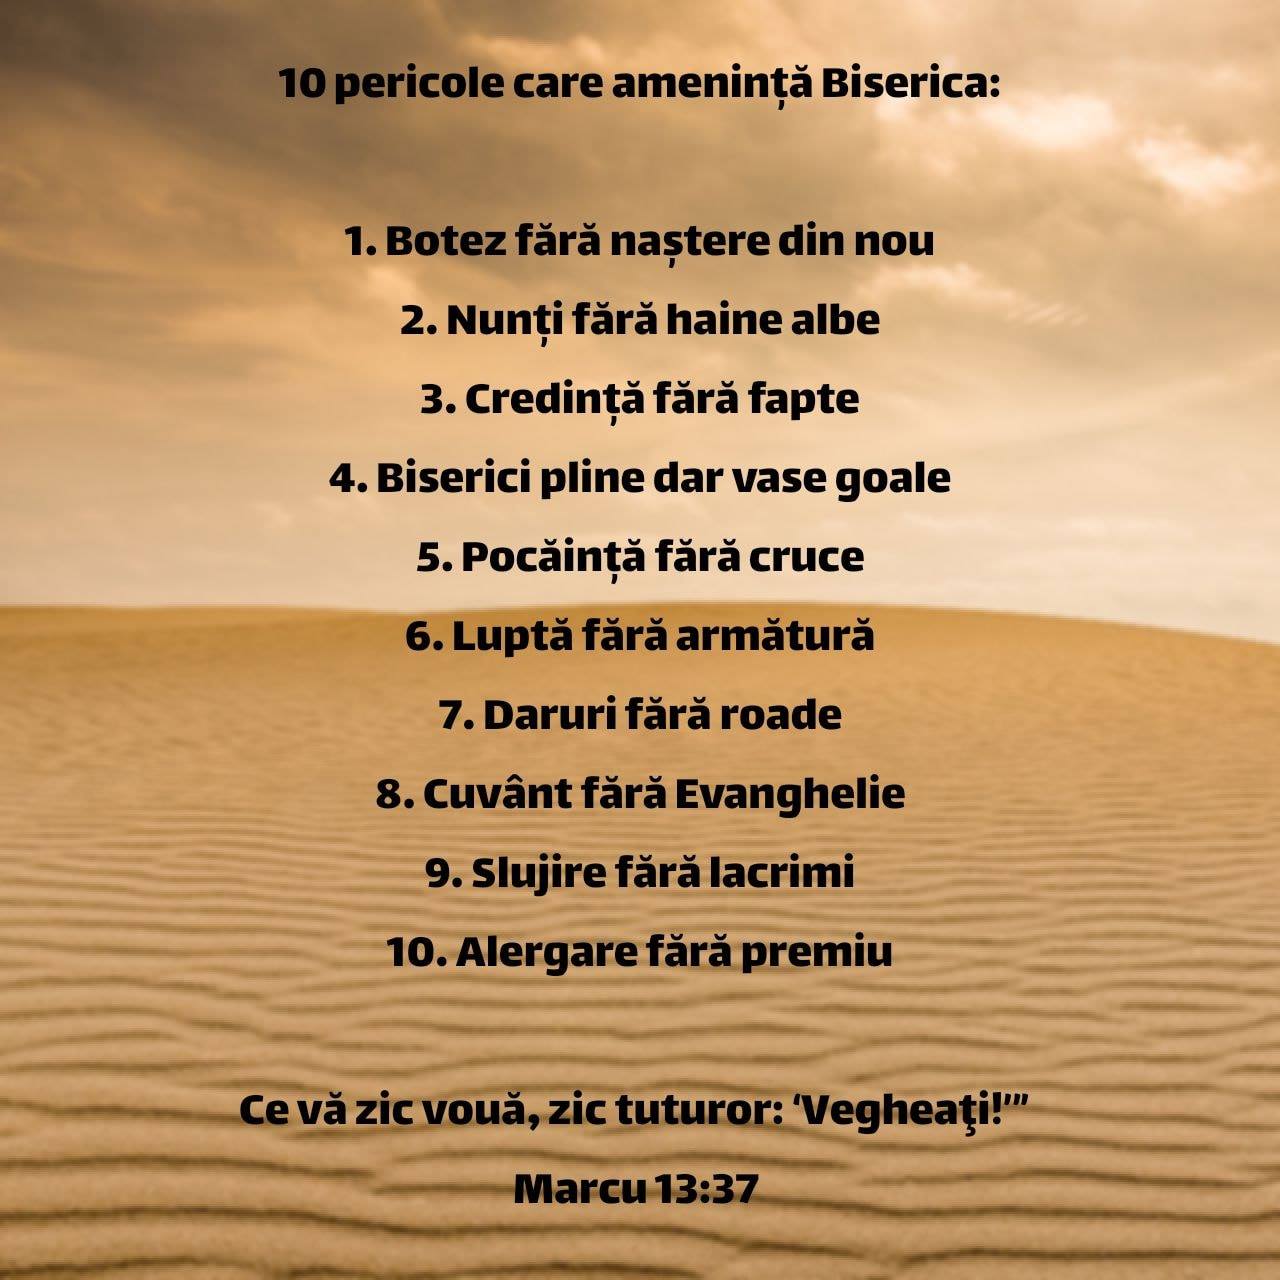 10 pericole care amenință Biserica:
1. Botez fără naștere din nou
2. Nunți fără haine albe
3. Credință fără fapte
4. Biserici pline dar vase goale
5. Pocăință fără cruce
6. Luptă fără armătură
7. Daruri fără roade
8. Cuvânt fără Evanghelie
9. Slujire fără lacrimi
10. Alergare fără premiu
Ce vă zic vouă, zic tuturor: ‘Vegheaţi!’”
Marcu 13:37